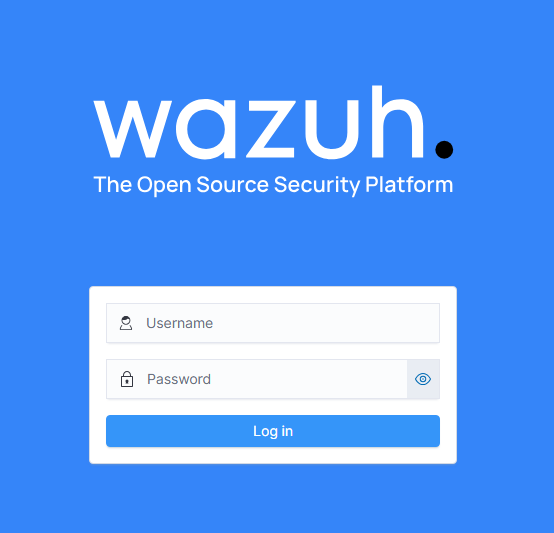 wazuh.
The Open Source Security Platform
Username
Password
Log in